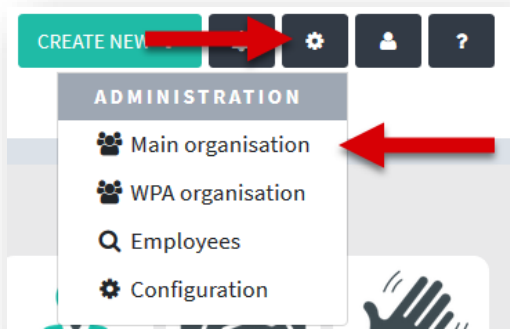 CREATE NEW
?
ADMINISTRATION
Main organisation
WPA organisation
Employees
Configuration